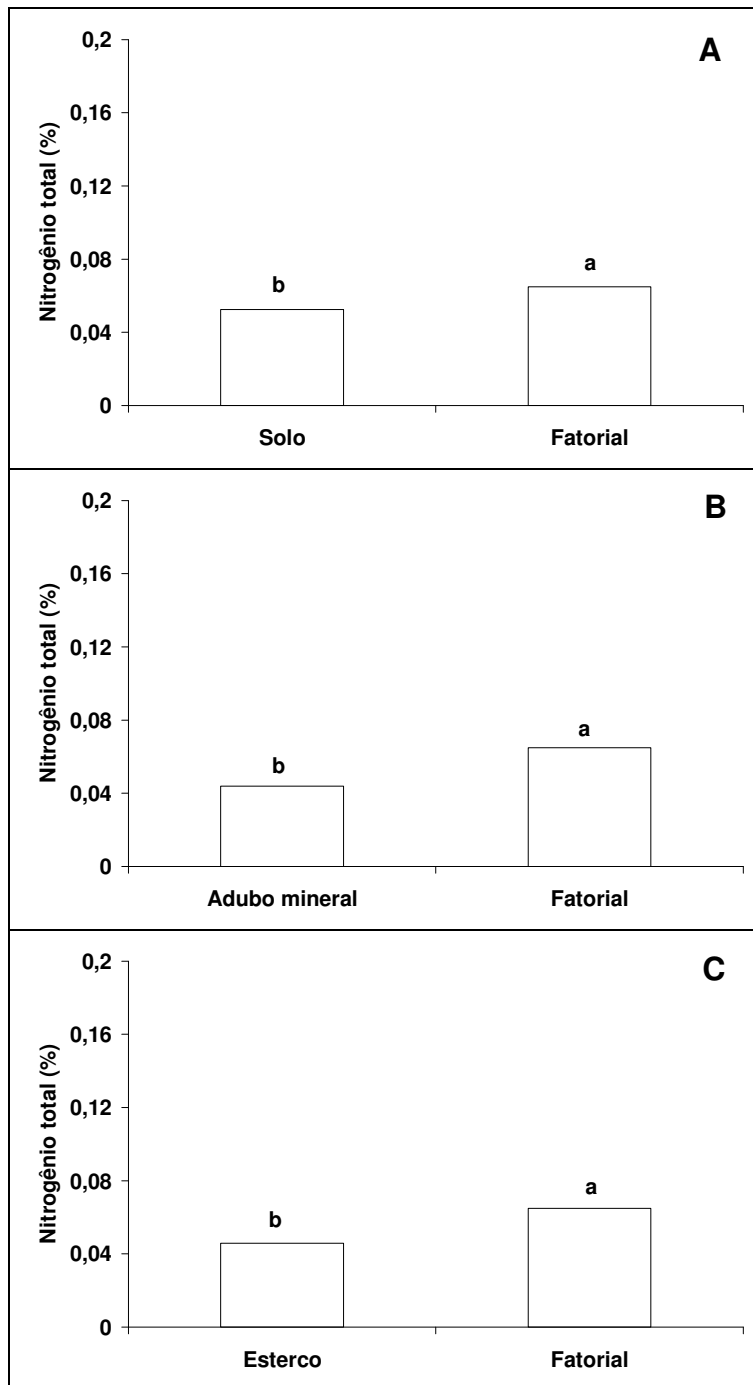 A
Nitrogênio total (%)
0,2
0,16
0,12
0,08
0,04
0
b
a
Solo
Fatorial
B
Nitrogênio total (%)
0,2
0,16
0,12
0,08
0,04
0
b
a
Adubo mineral
Fatorial
C
Nitrogênio total (%)
0,2
0,16
0,12
0,08
0,04
0
b
a
Esterco
Fatorial